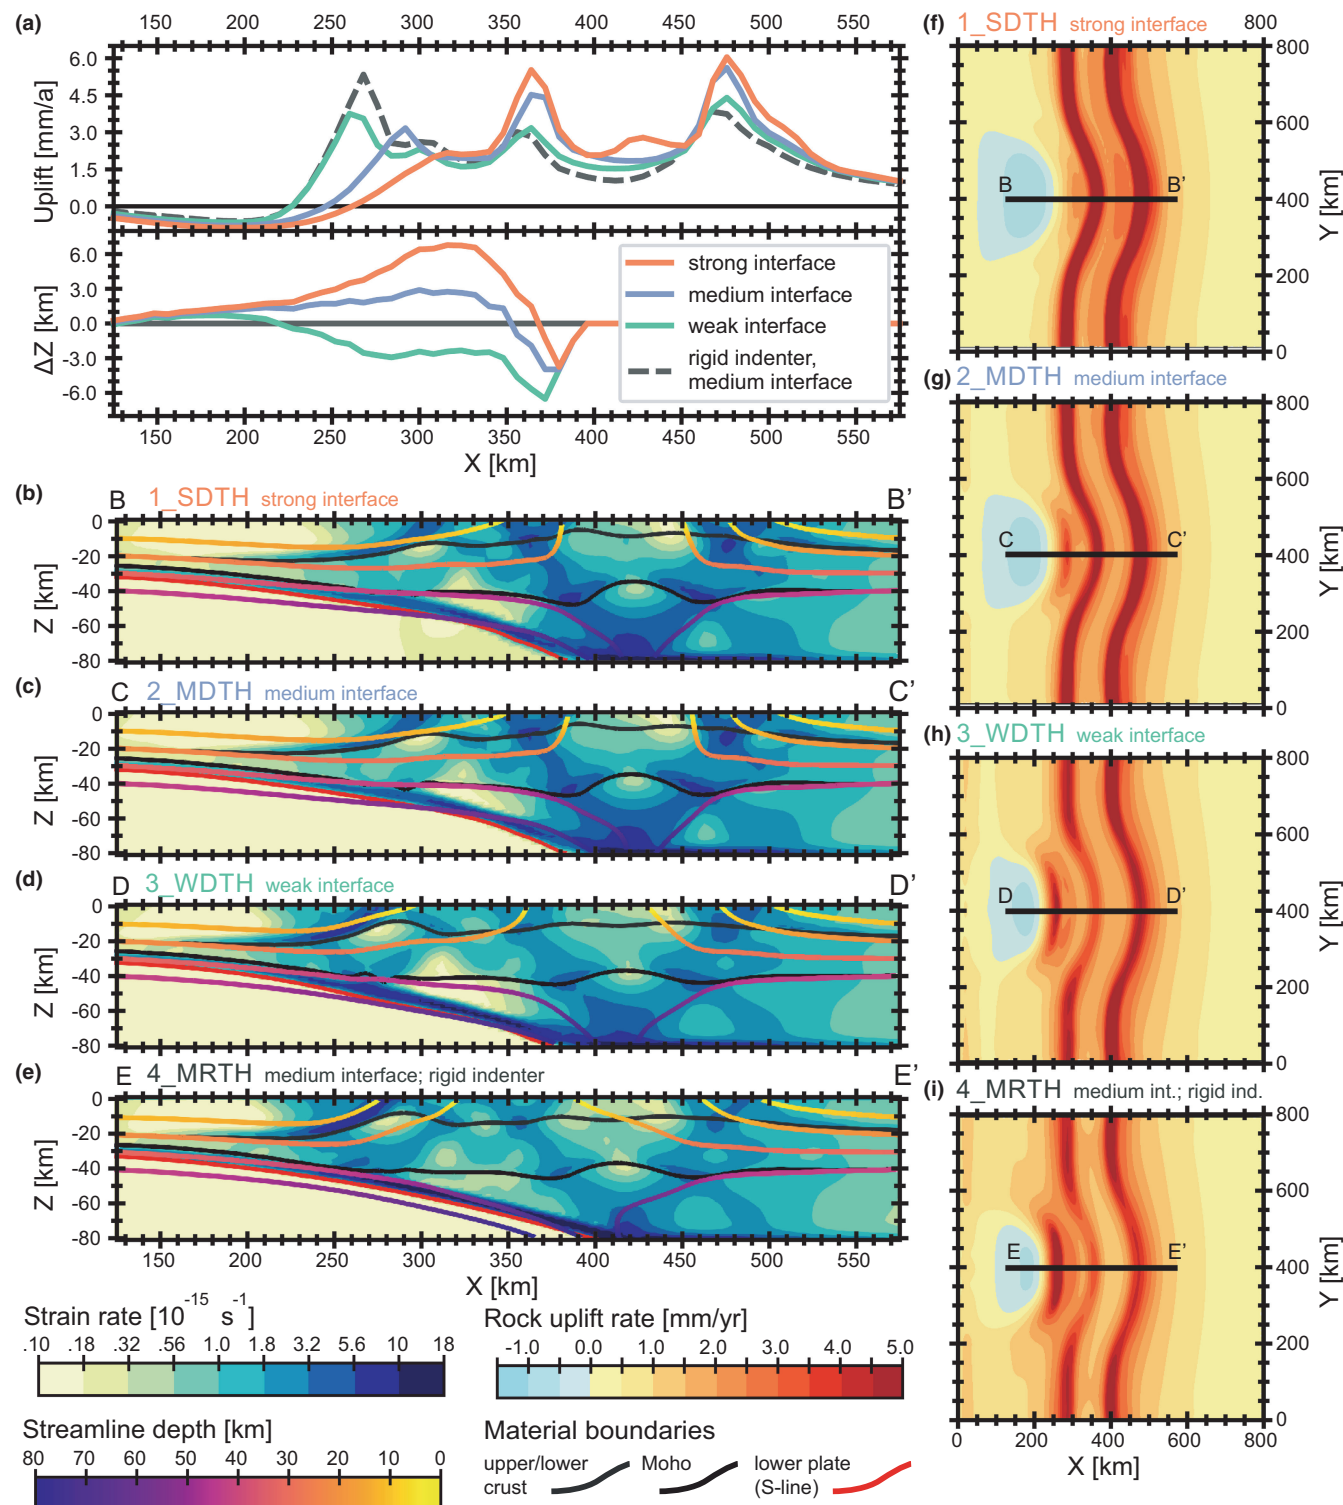 (a)
150 200 250 300 350 400 450 500 550
Uplift [mm/a]
6.0
4.5
3.0
1.5
0.0
ΔZ [km]
6.0
3.0
0.0
-3.0
-6.0
strong interface
medium interface
weak interface
rigid indenter,
medium interface
150 200 250 300 350 400 450 500 550
X [km]
(b) B 1_SDTH strong interface B’
Z [km]
0
-20
-40
-60
-80
(c) C 2_MDTH medium interface C’
Z [km]
0
-20
-40
-60
-80
(d) D 3_WDTH weak interface D’
Z [km]
0
-20
-40
-60
-80
(e) E 4_MRTH medium interface; rigid indenter E’
Z [km]
0
-20
-40
-60
-80
150 200 250 300 350 400 450 500 550
X [km]
Strain rate [10-15 s-1]
.10 .18 .32 .56 1.0 1.8 3.2 5.6 10 18
Streamline depth [km]
80 70 60 50 40 30 20 10 0
Rock uplift rate [mm/yr]
-1.0 0.0 1.0 2.0 3.0 4.0 5.0
Material boundaries
upper/lower
crust
Moho
lower plate
(S-line)
(f) 1_SDTH strong interface
0 200 400 600 800
800
600
400
200
0
Y [km]
B B’
(g) 2_MDTH medium interface
0 200 400 600 800
800
600
400
200
0
Y [km]
C C’
(h) 3_WDTH weak interface
800
600
400
200
0
Y [km]
D D’
(i) 4_MRTH medium int.; rigid ind.
800
600
400
200
0
Y [km]
E E’
0 200 400 600 800
X [km]